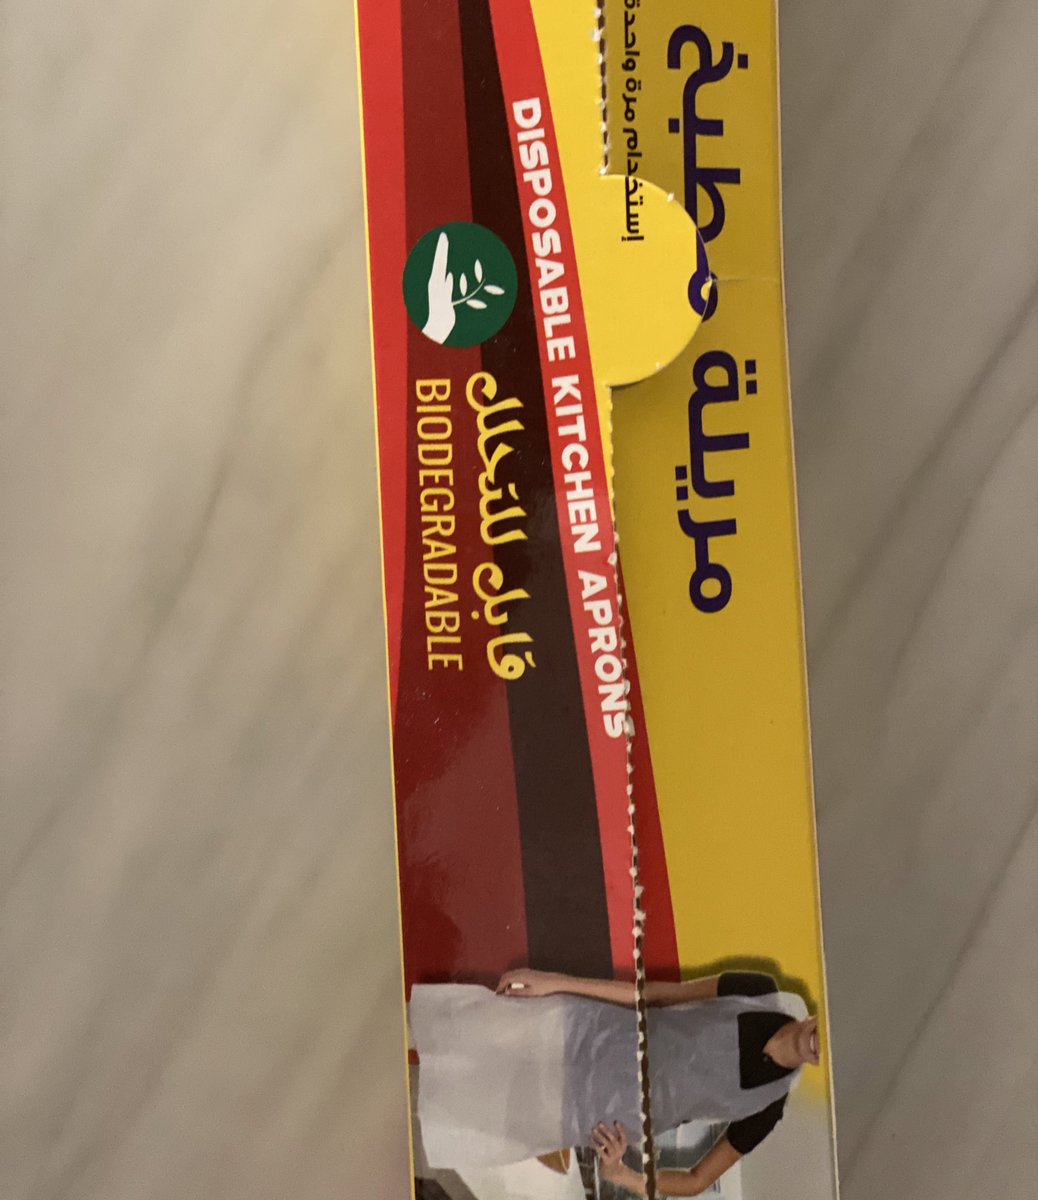 مريلة مطبخ
إستخدام مرة واحدة
DISPOSABLE KITCHEN APRONS
قابل للتحلل
BIODEGRADABLE